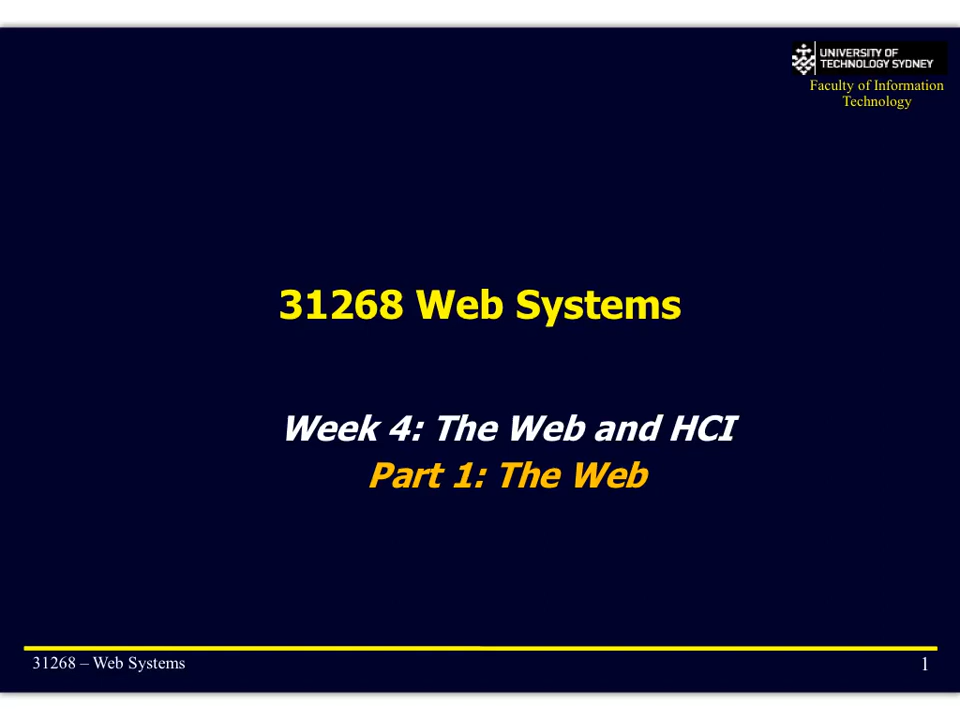 UNIVERSITY OF
TECHNOLOGY SYDNEY
Faculty of Information
Technology
31268 Web Systems
Week 4: The Web and HCI
Part 1: The Web
31268 – Web Systems
1